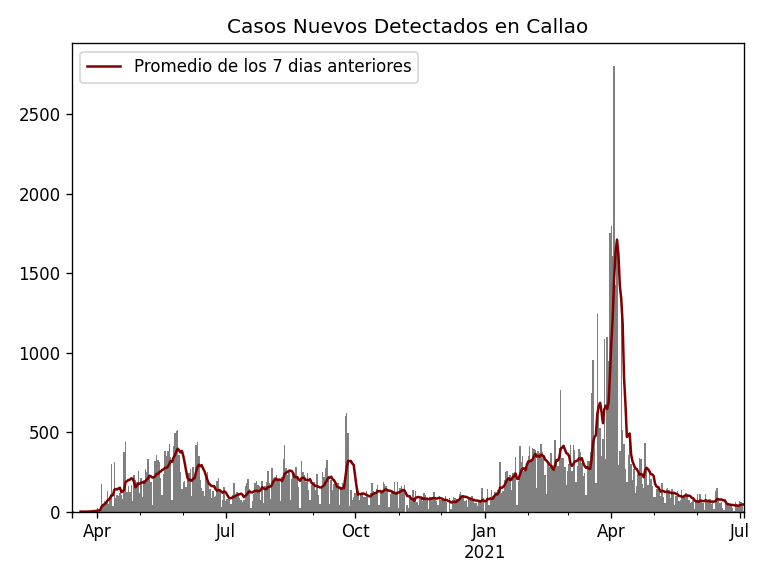 Casos Nuevos Detectados en Callao
Promedio de los 7 dias anteriores
2500
2000
1500
1000
500
0
Apr Jul Oct Jan Apr Jul
2021